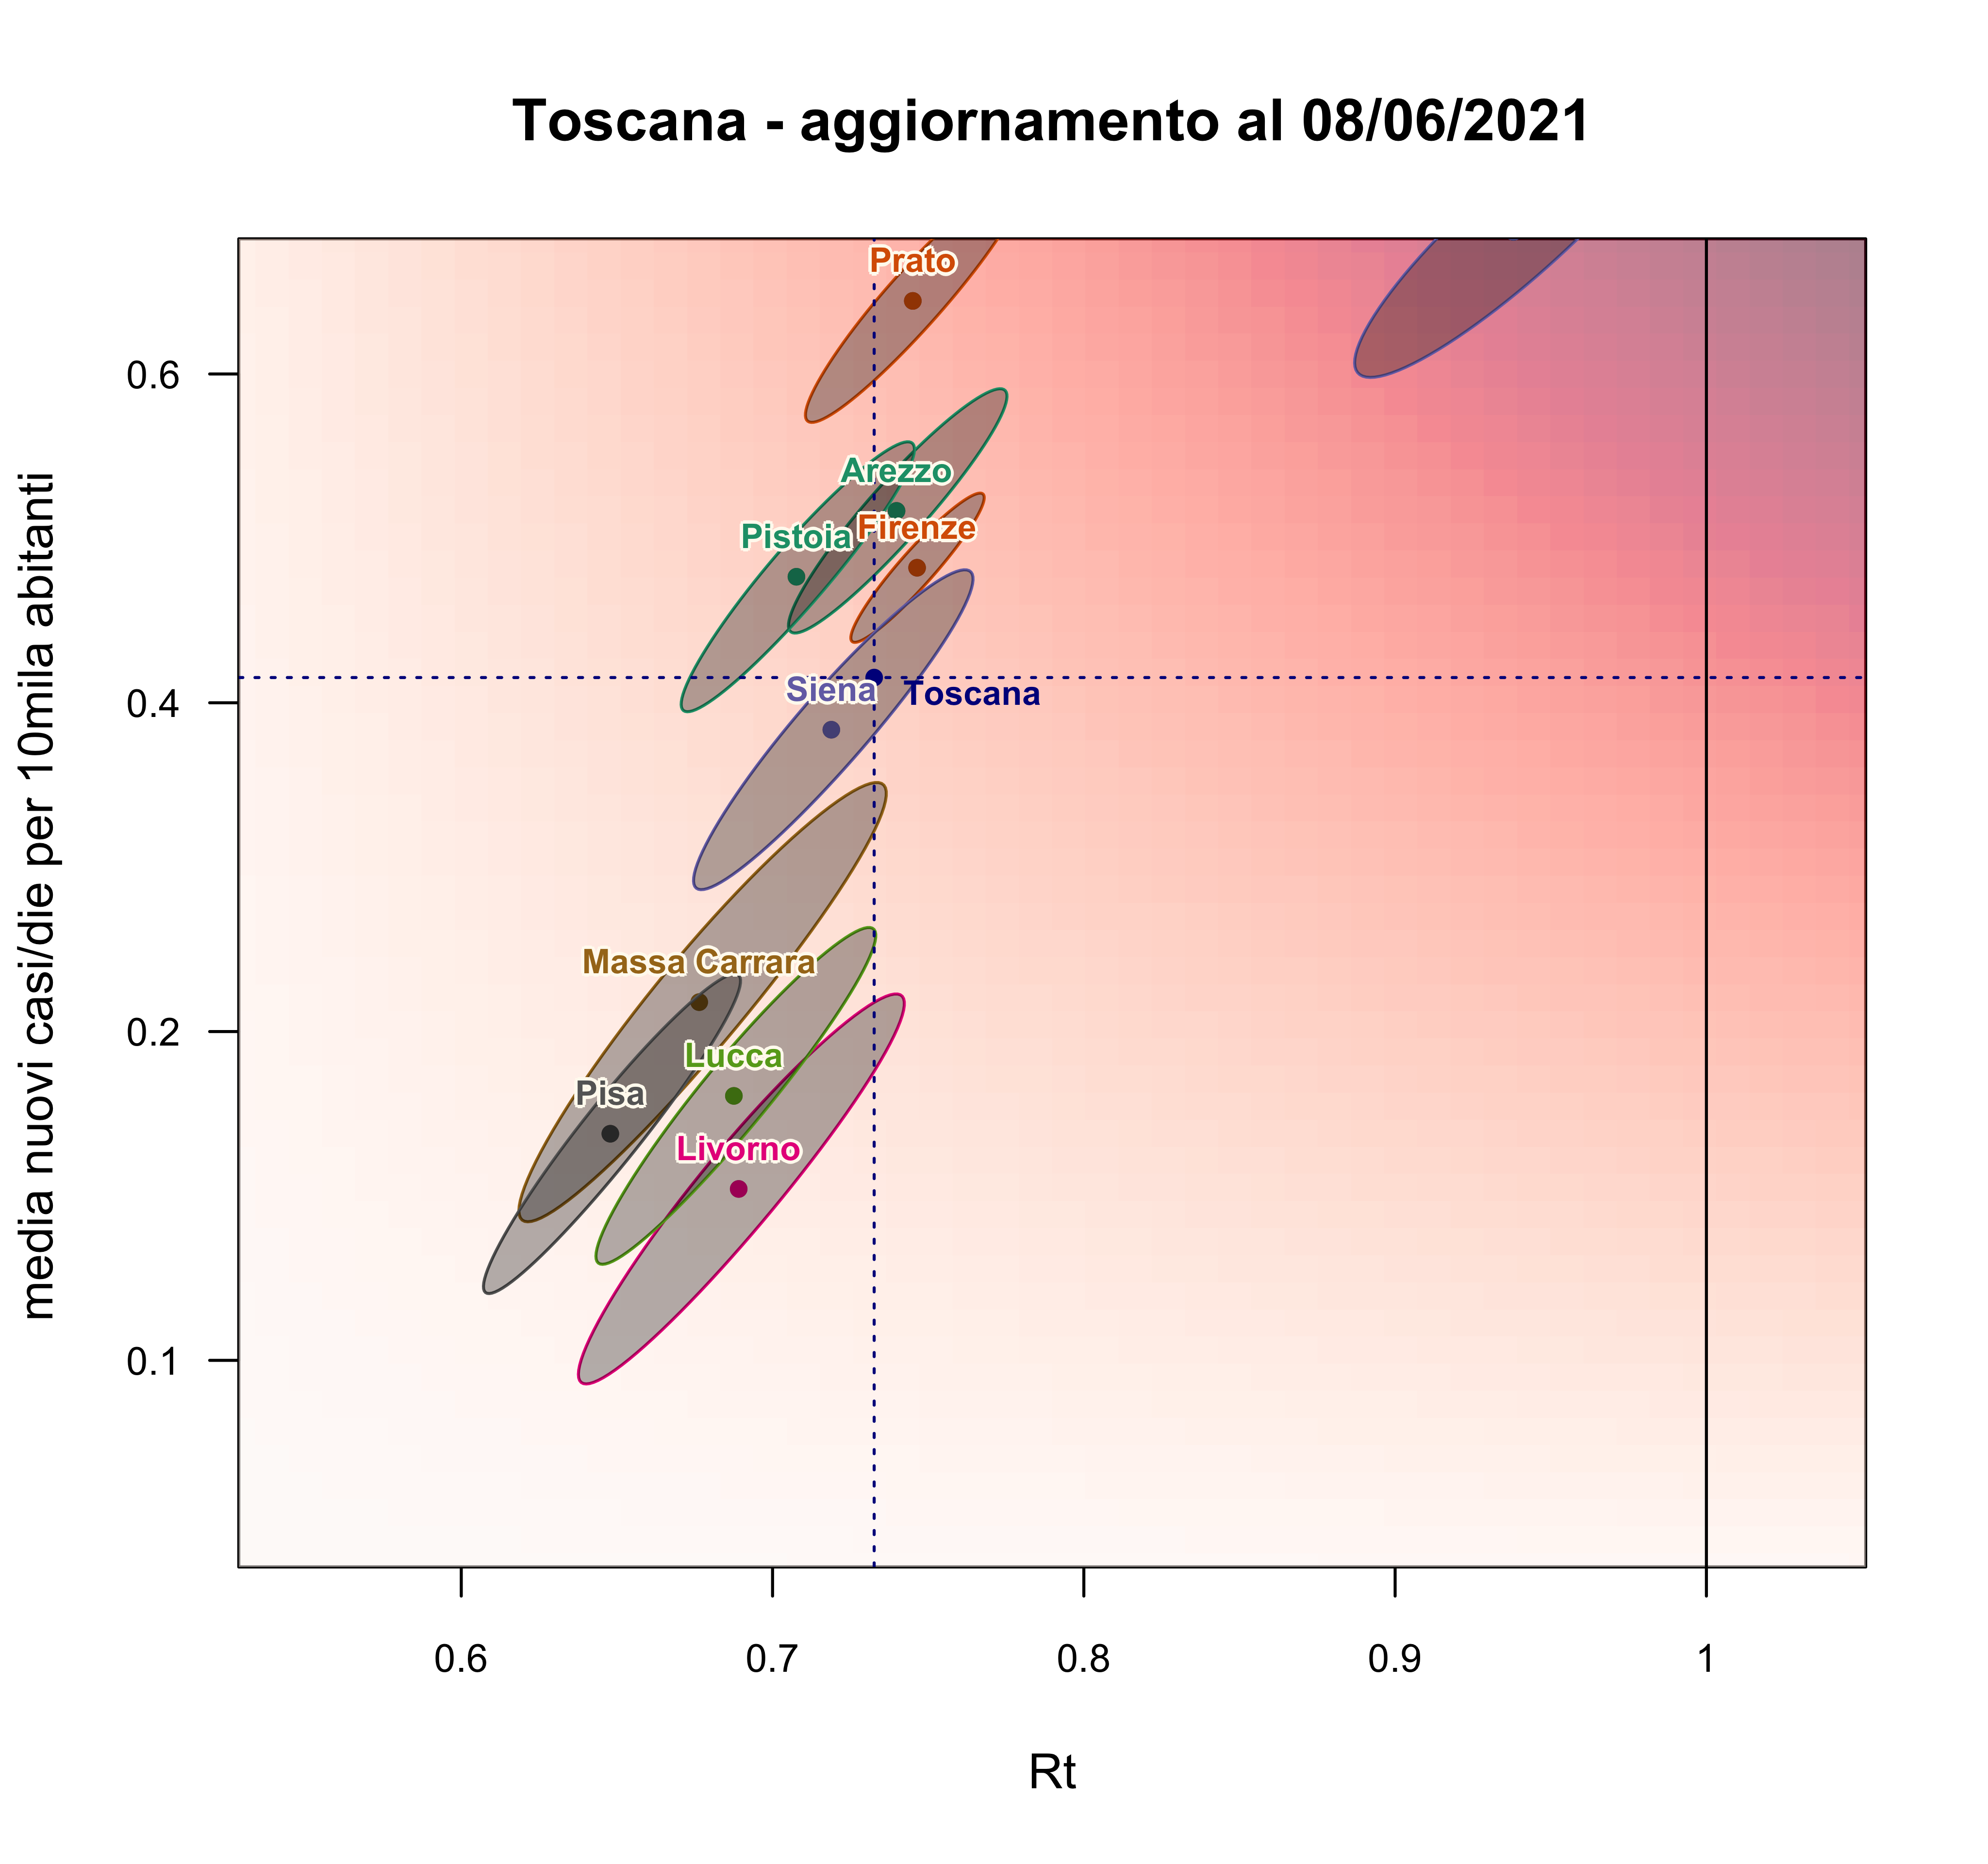 Toscana - aggiornamento al 08/06/2021
media nuovi casi/die per 10mila abitanti
0.6
0.4
0.2
0.1
Prato
Arezzo
Firenze
Pistoia
Siena
Toscana
Massa Carrara
Lucca
Pisa
Livorno
0.6
0.7
0.8
0.9
1
Rt